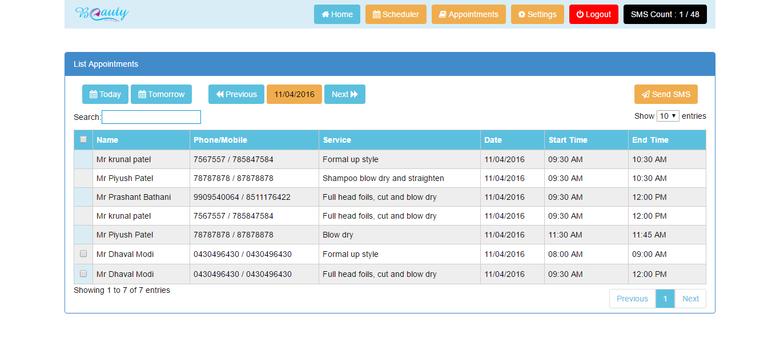 Beauty
Home Scheduler Appointments Settings Logout SMS Count : 1 / 48
List Appointments
Today Tomorrow Previous 11/04/2016 Next Send SMS
Search: Show 10 entries
Name Phone/Mobile Service Date Start Time End Time
Mr krunal patel 7567557 / 785847584 Formal up style 11/04/2016 09:30 AM 10:30 AM
Mr Piyush Patel 78787878 / 87878878 Shampoo blow dry and straighten 11/04/2016 09:30 AM 10:30 AM
Mr Prashant Bathani 9909540064 / 8511176422 Full head foils, cut and blow dry 11/04/2016 09:30 AM 12:00 PM
Mr krunal patel 7567557 / 785847584 Full head foils, cut and blow dry 11/04/2016 09:30 AM 12:00 PM
Mr Piyush Patel 78787878 / 87878878 Blow dry 11/04/2016 11:30 AM 11:45 AM
Mr Dhaval Modi 0430496430 / 0430496430 Formal up style 11/04/2016 08:00 AM 09:00 AM
Mr Dhaval Modi 0430496430 / 0430496430 Full head foils, cut and blow dry 11/04/2016 09:30 AM 12:00 PM
Showing 1 to 7 of 7 entries
Previous 1 Next